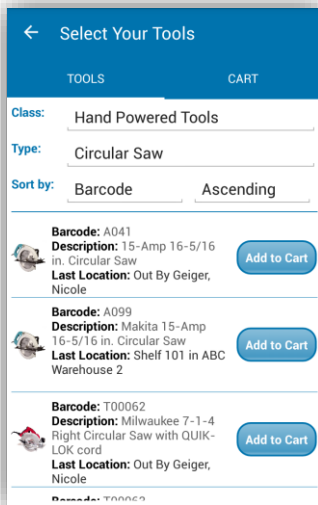 Select Your Tools
TOOLS CART
Class: Hand Powered Tools
Type: Circular Saw
Sort by: Barcode Ascending
Barcode: A041
Description: 15-Amp 16-5/16
in. Circular Saw
Last Location: Out By Geiger,
Nicole
Add to Cart
Barcode: A099
Description: Makita 15-Amp
16-5/16 in. Circular Saw
Last Location: Shelf 101 in ABC
Warehouse 2
Add to Cart
Barcode: T00062
Description: Milwaukee 7-1-4
Right Circular Saw with QUIK-
LOK cord
Last Location: Out By Geiger,
Nicole
Add to Cart
Barcode: T00063